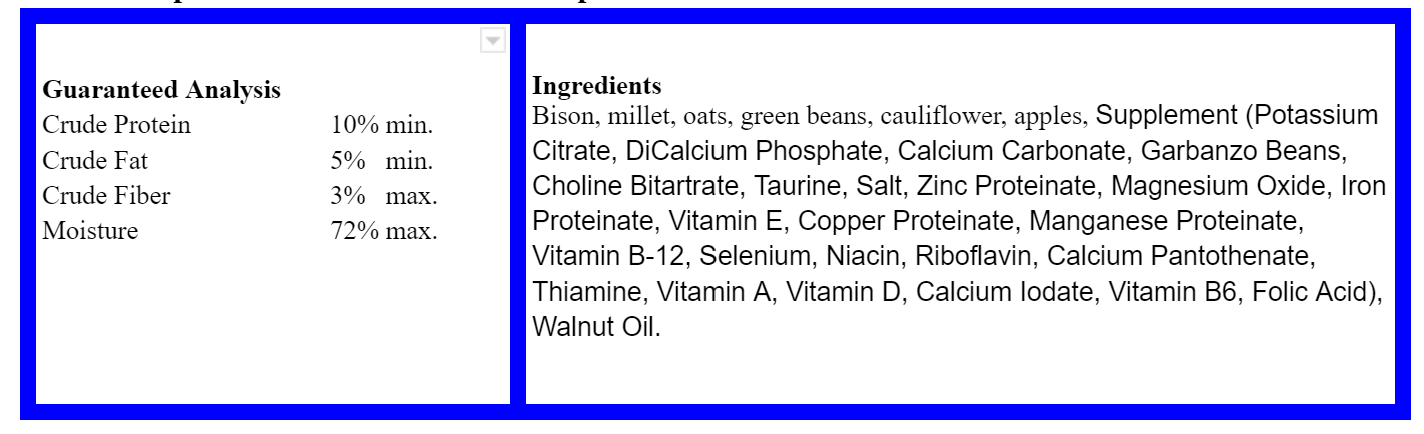 Guaranteed Analysis
Crude Protein 10% min.
Crude Fat 5% min.
Crude Fiber 3% max.
Moisture 72% max.
Ingredients
Bison, millet, oats, green beans, cauliflower, apples, Supplement (Potassium
Citrate, DiCalcium Phosphate, Calcium Carbonate, Garbanzo Beans,
Choline Bitartrate, Taurine, Salt, Zinc Proteinate, Magnesium Oxide, Iron
Proteinate, Vitamin E, Copper Proteinate, Manganese Proteinate,
Vitamin B-12, Selenium, Niacin, Riboflavin, Calcium Pantothenate,
Thiamine, Vitamin A, Vitamin D, Calcium Iodate, Vitamin B6, Folic Acid),
Walnut Oil.